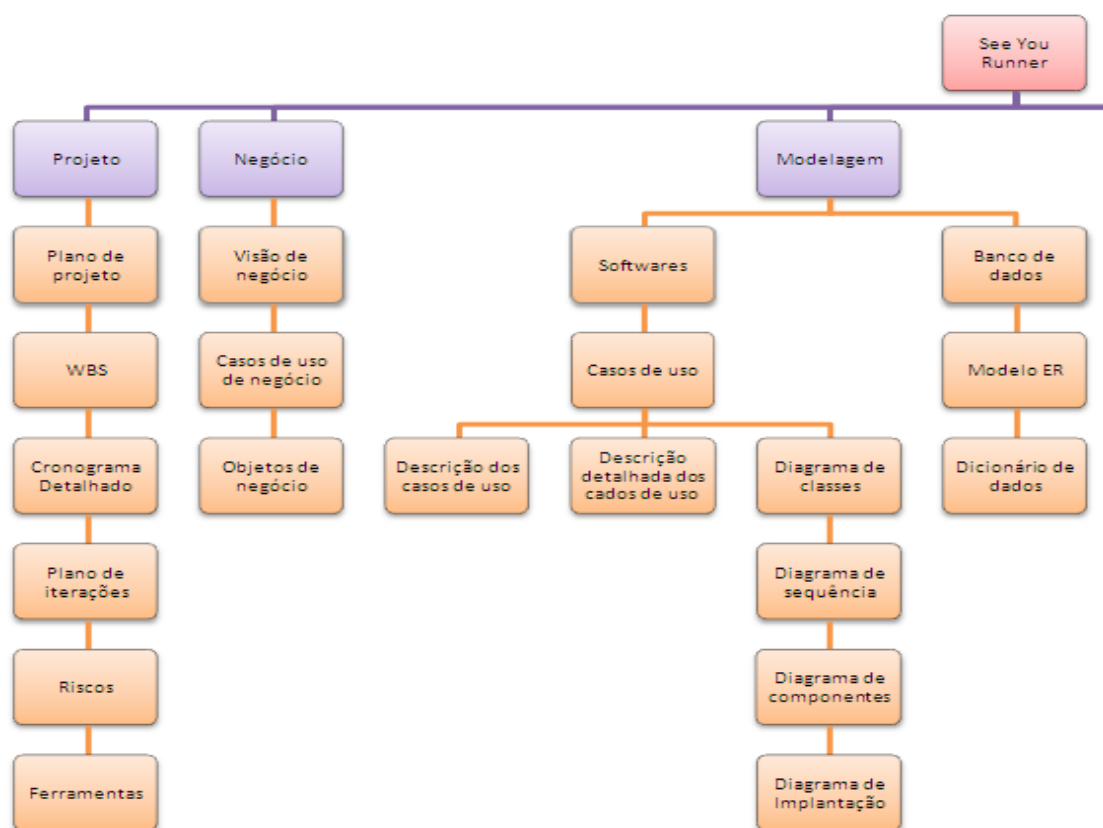 See You
Runner
Projeto
Negócio
Modelagem
Plano de
projeto
Visão de
negócio
Softwares
Banco de
dados
WBS
Casos de uso
de negócio
Casos de uso
Modelo ER
Cronograma
Detalhado
Objetos de
negócio
Descrição dos
casos de uso
Descrição
detalhada dos
cados de uso
Diagrama de
classes
Dicionário de
dados
Plano de
iterações
Diagrama de
sequência
Riscos
Diagrama de
componentes
Ferramentas
Diagrama de
Implantação